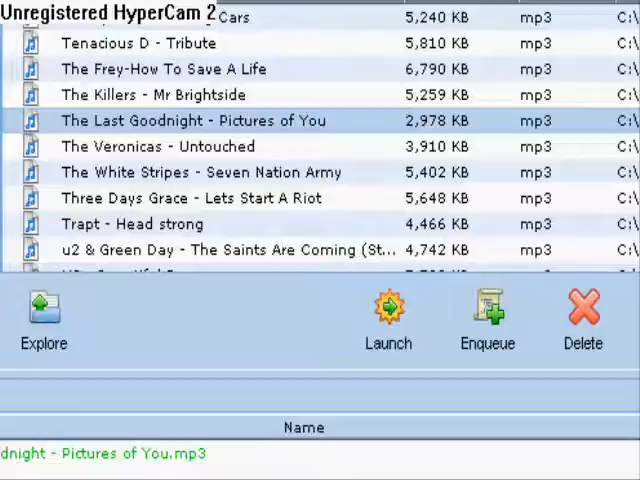 Unregistered HyperCam 2 Cars 5,240 KB mp3 C:\
Tenacious D - Tribute 5,810 KB mp3 C:\
The Frey-How To Save A Life 6,790 KB mp3 C:\
The Killers - Mr Brightside 5,259 KB mp3 C:\
The Last Goodnight - Pictures of You 2,978 KB mp3 C:\
The Veronicas - Untouched 3,910 KB mp3 C:\
The White Stripes - Seven Nation Army 5,402 KB mp3 C:\
Three Days Grace - Lets Start A Riot 5,648 KB mp3 C:\
Trapt - Head strong 4,466 KB mp3 C:\
u2 & Green Day - The Saints Are Coming (St... 4,742 KB mp3 C:\
Explore Launch Enqueue Delete
Name
dnight - Pictures of You.mp3